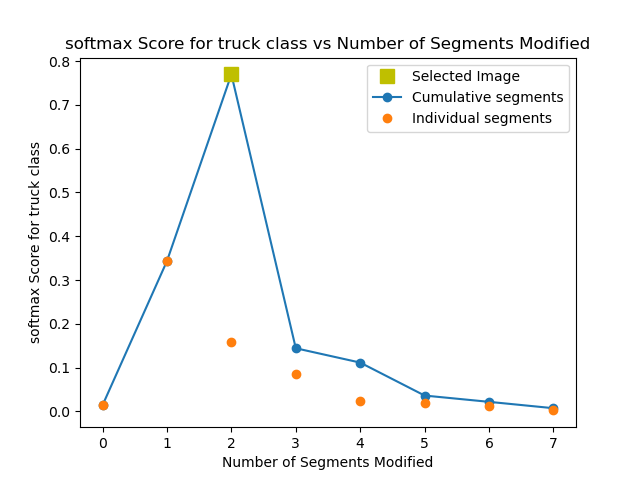 softmax Score for truck class vs Number of Segments Modified
Selected Image
Cumulative segments
Individual segments
softmax Score for truck class
0.8
0.7
0.6
0.5
0.4
0.3
0.2
0.1
0.0
0 1 2 3 4 5 6 7
Number of Segments Modified